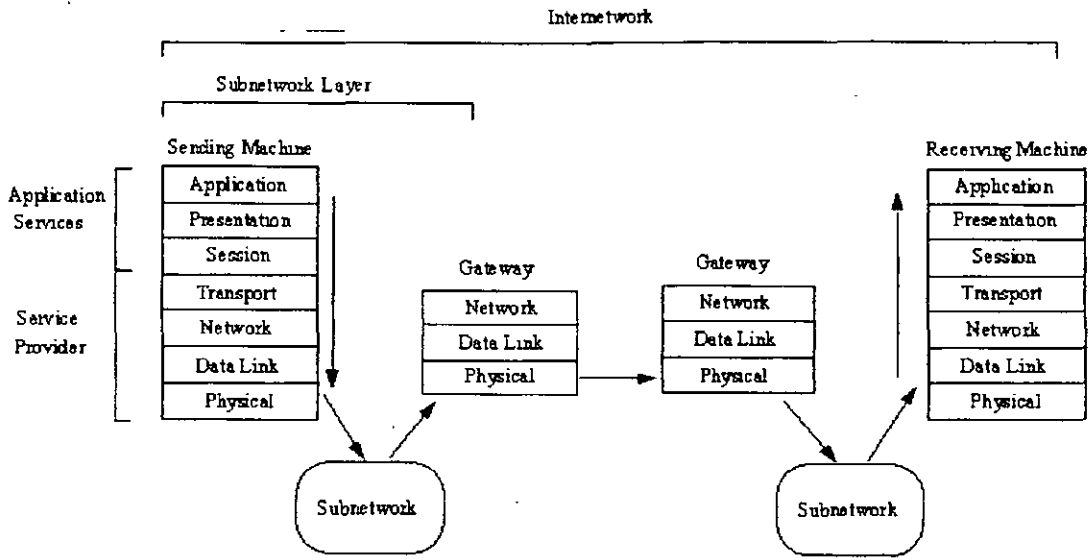 Internetwork
Subnetwork Layer
Sending Machine
Receiving Machine
Application
Services
Service
Provider
Application
Presentation
Session
Transport
Network
Data Link
Physical
Gateway
Network
Data Link
Physical
Gateway
Network
Data Link
Physical
Application
Presentation
Session
Transport
Network
Data Link
Physical
Subnetwork
Subnetwork